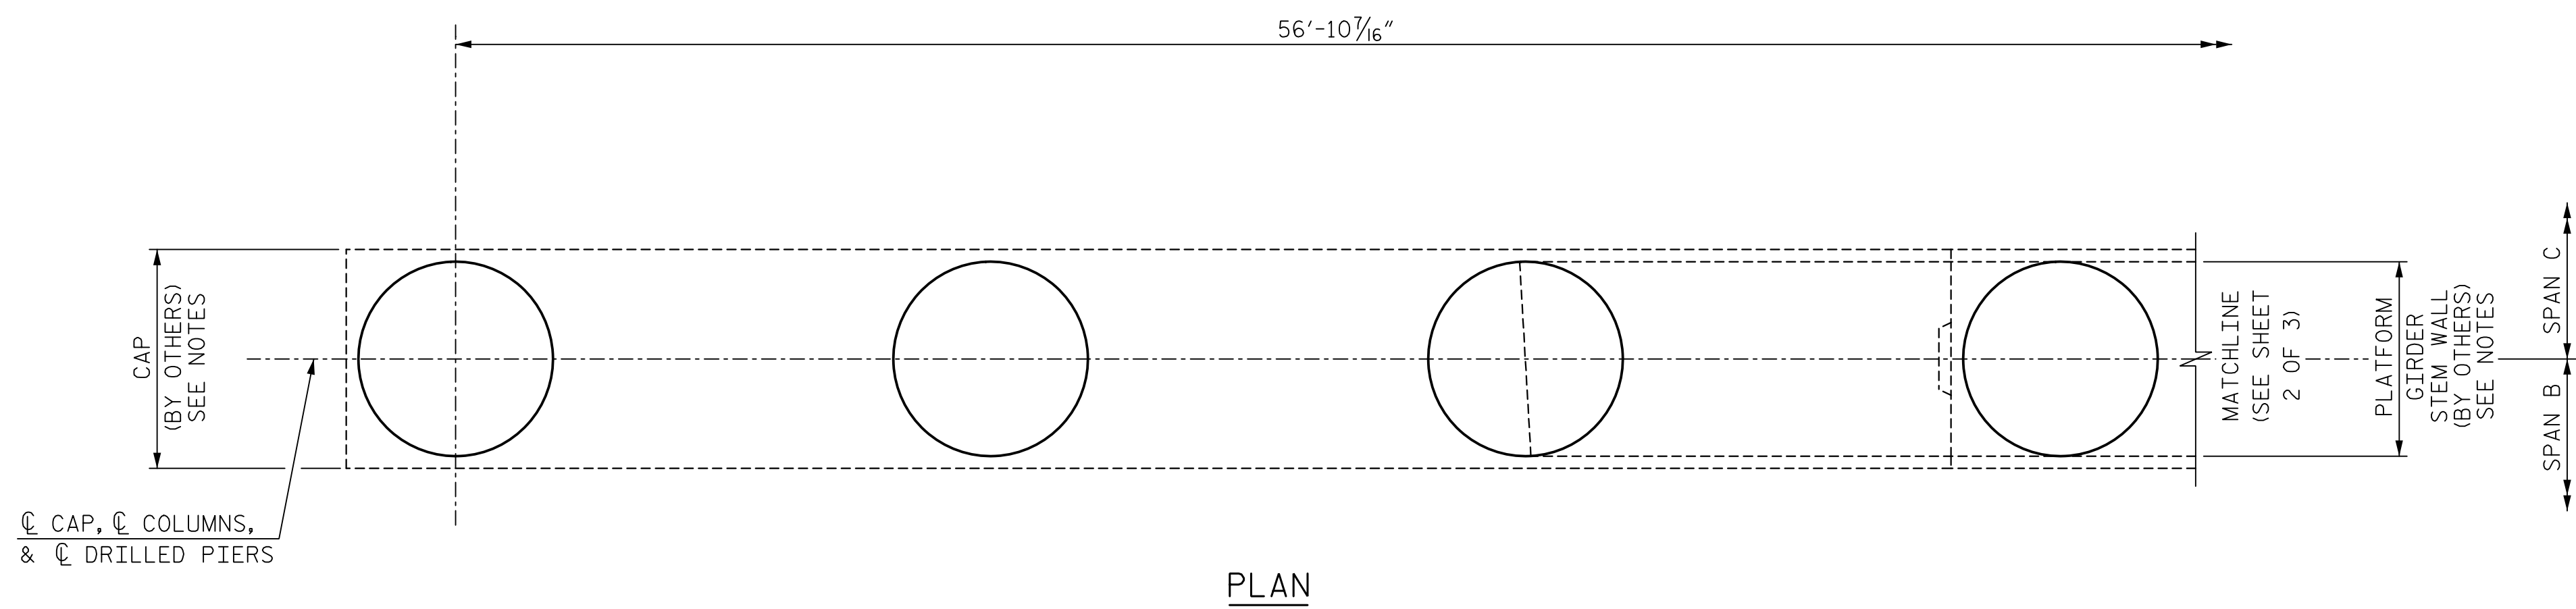 56'-10 7/16"
CAP
(BY OTHERS)
SEE NOTES
℄ CAP, ℄ COLUMNS,
& ℄ DRILLED PIERS
MATCHLINE
(SEE SHEET
2 OF 3)
PLATFORM
GIRDER
STEM WALL
(BY OTHERS)
SEE NOTES
SPAN C
SPAN B
PLAN